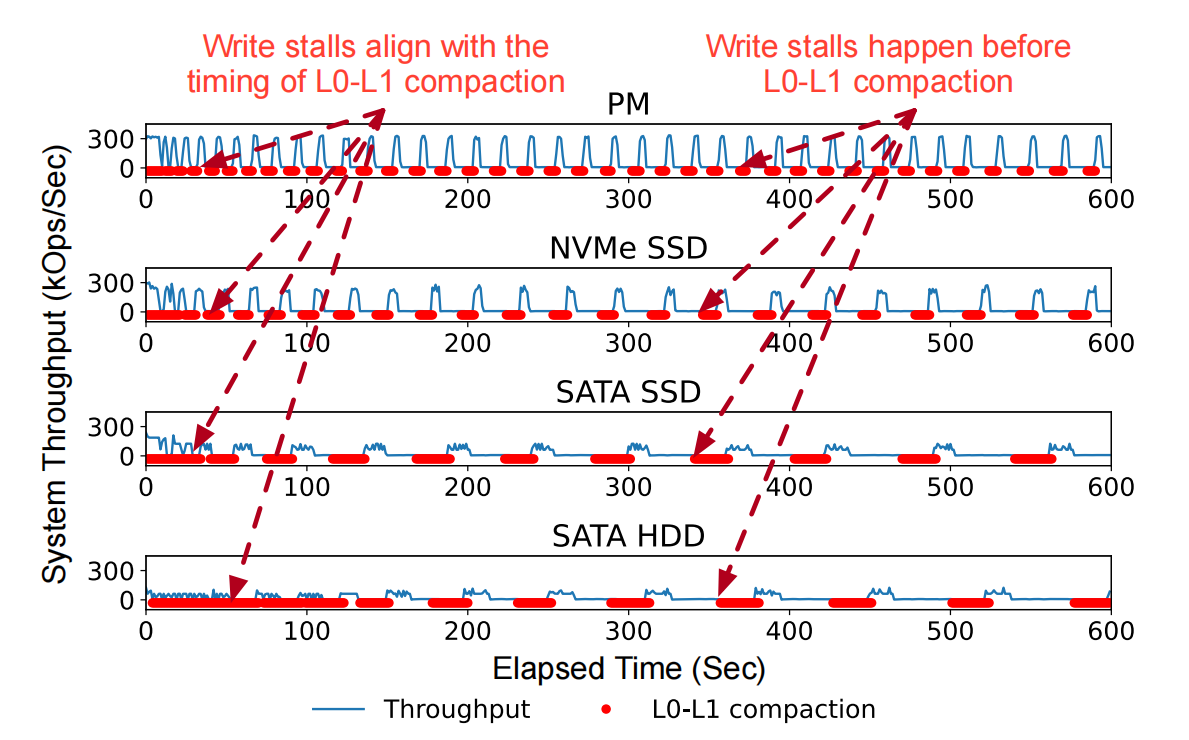 Write stalls align with the
timing of L0-L1 compaction
Write stalls happen before
L0-L1 compaction
System Throughput (kOps/Sec)
PM
300
0
0 100 200 300 400 500 600
NVMe SSD
300
0
0 100 200 300 400 500 600
SATA SSD
300
0
0 100 200 300 400 500 600
SATA HDD
300
0
0 100 200 300 400 500 600
Elapsed Time (Sec)
Throughput
L0-L1 compaction